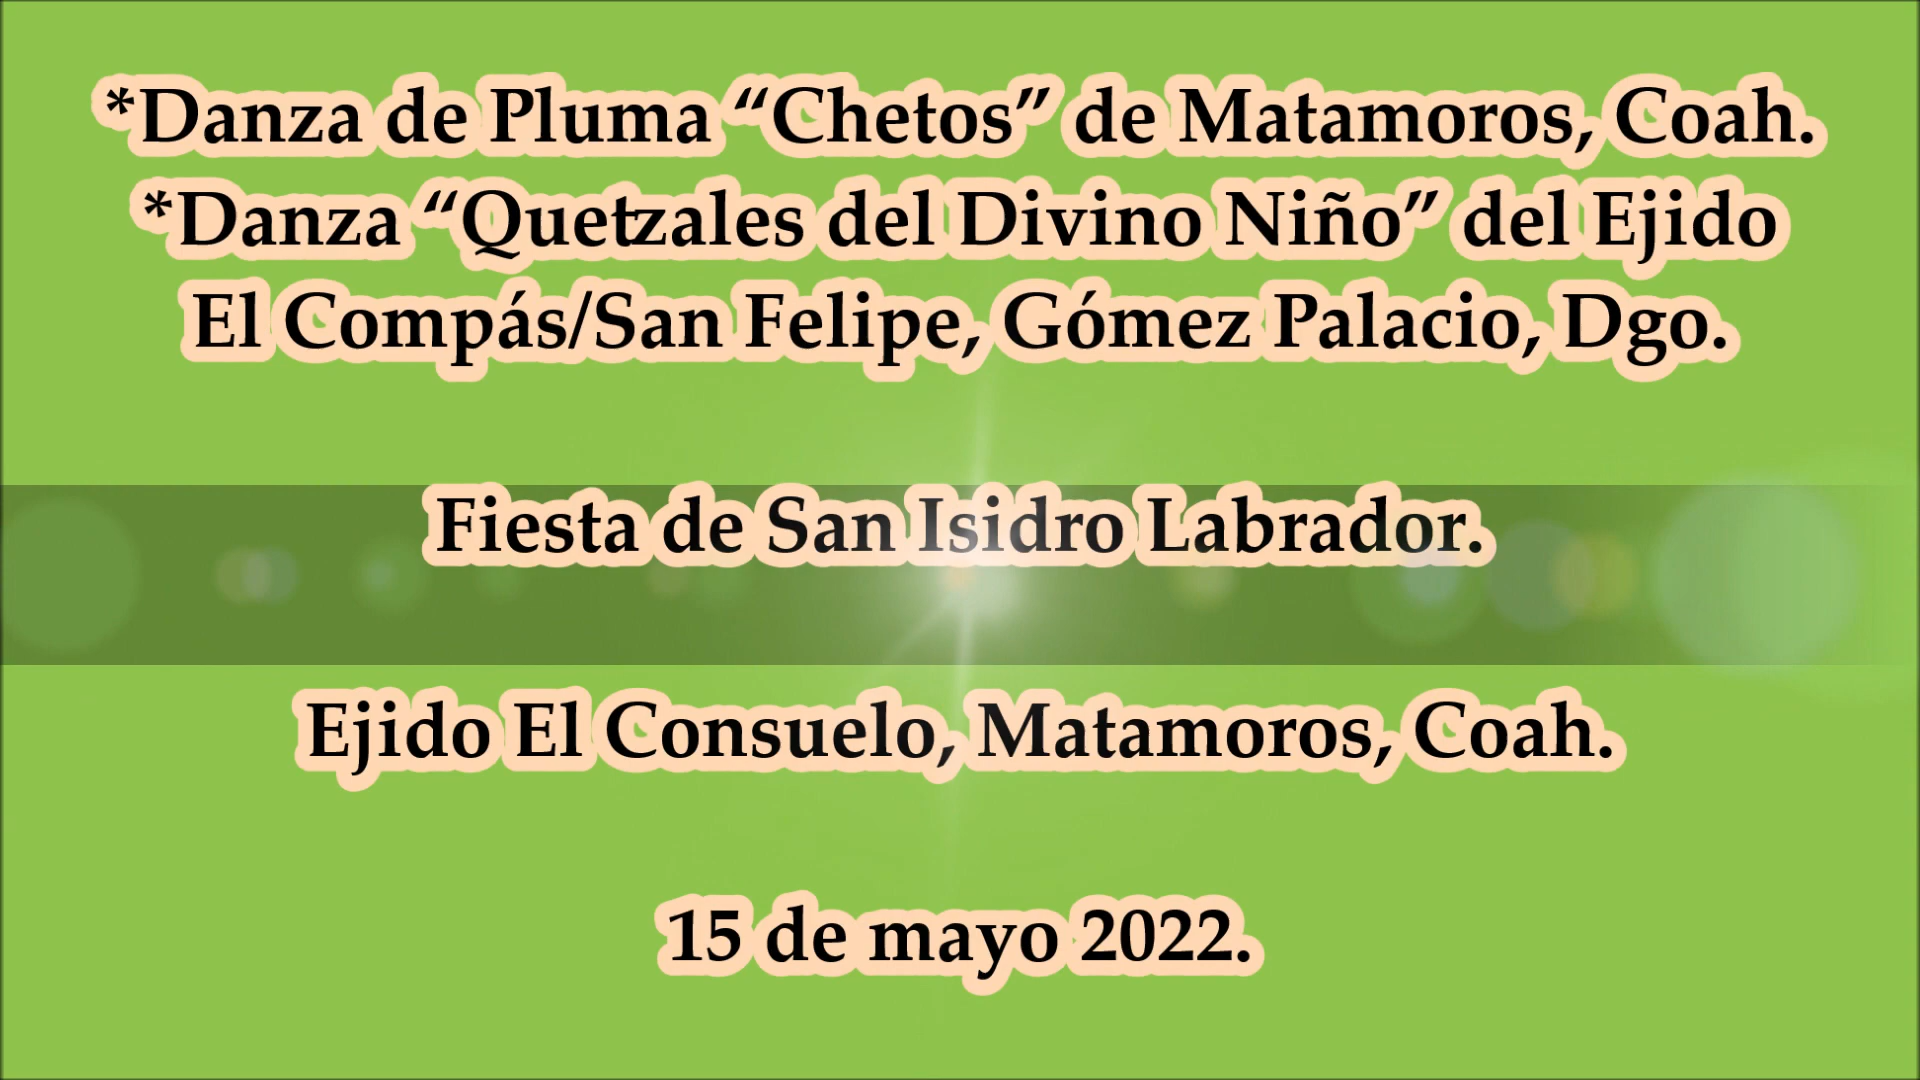 *Danza de Pluma “Chetos” de Matamoros, Coah.
*Danza “Quetzales del Divino Niño” del Ejido
El Compás/San Felipe, Gómez Palacio, Dgo.
Fiesta de San Isidro Labrador.
Ejido El Consuelo, Matamoros, Coah.
15 de mayo 2022.